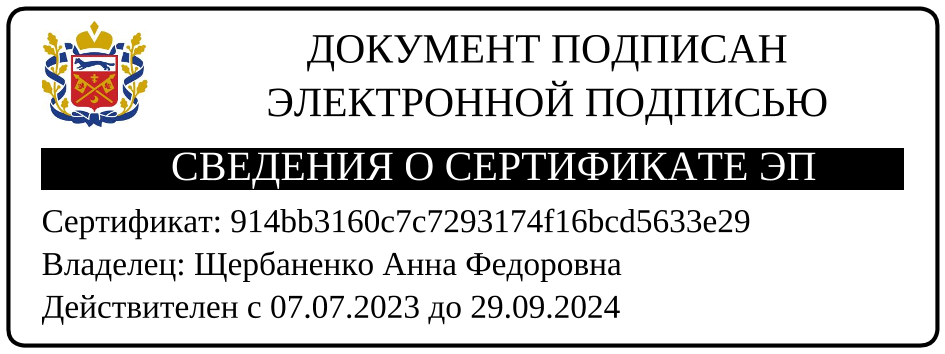 ДОКУМЕНТ ПОДПИСАН
ЭЛЕКТРОННОЙ ПОДПИСЬЮ
СВЕДЕНИЯ О СЕРТИФИКАТЕ ЭП
Сертификат: 914bb3160c7c7293174f16bcd5633e29
Владелец: Щербаненко Анна Федоровна
Действителен с 07.07.2023 до 29.09.2024